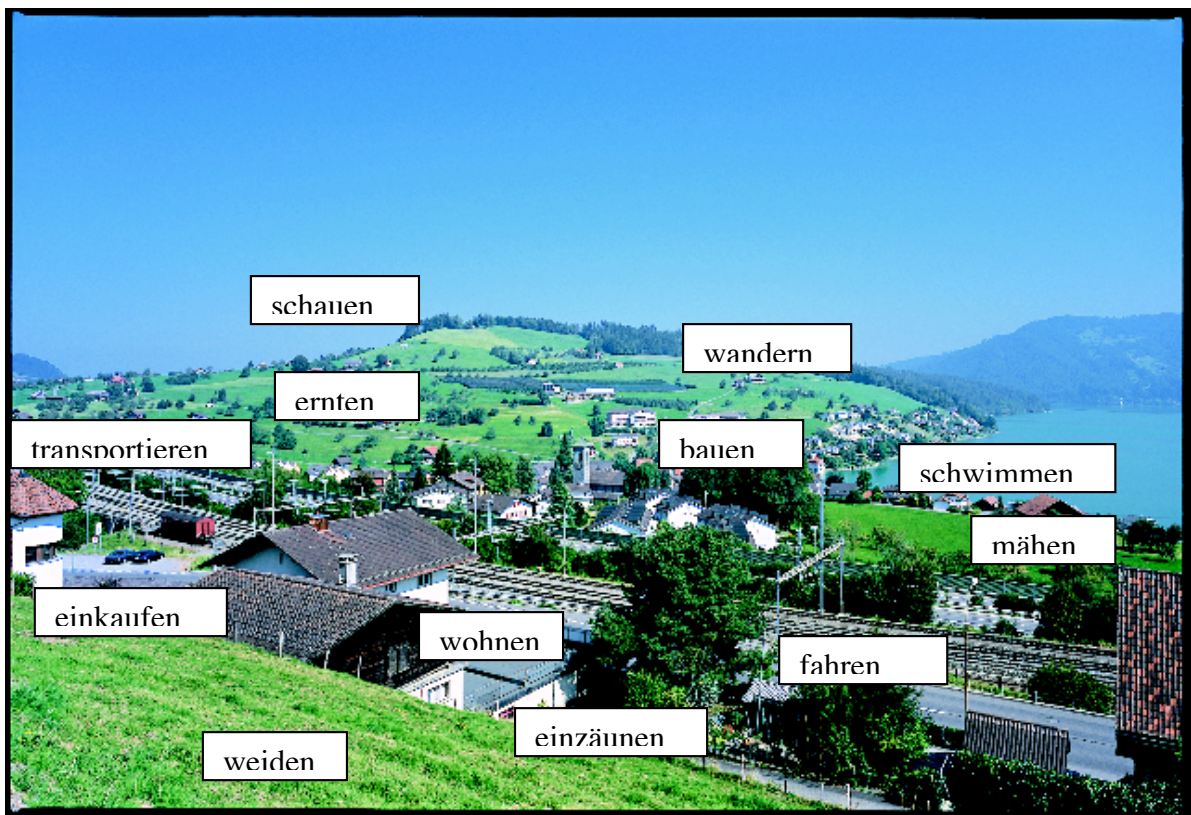 schauen
wandern
ernten
transportieren
bauen
schwimmen
mähen
einkaufen
wohnen
fahren
einzäunen
weiden